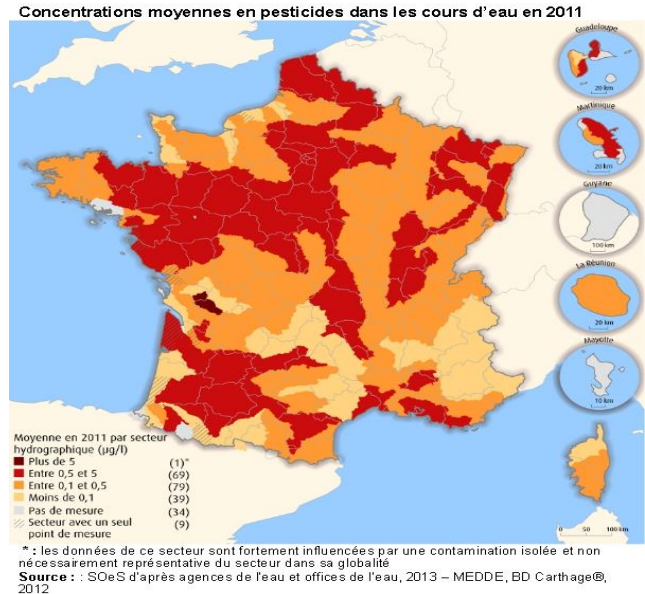 Concentrations moyennes en pesticides dans les cours d'eau en 2011
Guadeloupe
20 km
Martinique
20 km
Guyane
100 km
La Réunion
20 km
Mayotte
10 km
Moyenne en 2011 par secteur
hydrographique (µg/l)
Plus de 5 (1)*
Entre 0,5 et 5 (69)
Entre 0,1 et 0,5 (79)
Moins de 0,1 (39)
Pas de mesure (34)
Secteur avec un seul (9)
point de mesure
0 50 100 km
* : les données de ce secteur sont fortement influencées par une contamination isolée et non
nécessairement représentative du secteur dans sa globalité
Source : : SOeS d'après agences de l'eau et offices de l'eau, 2013 – MEDDE, BD Carthage®,
2012